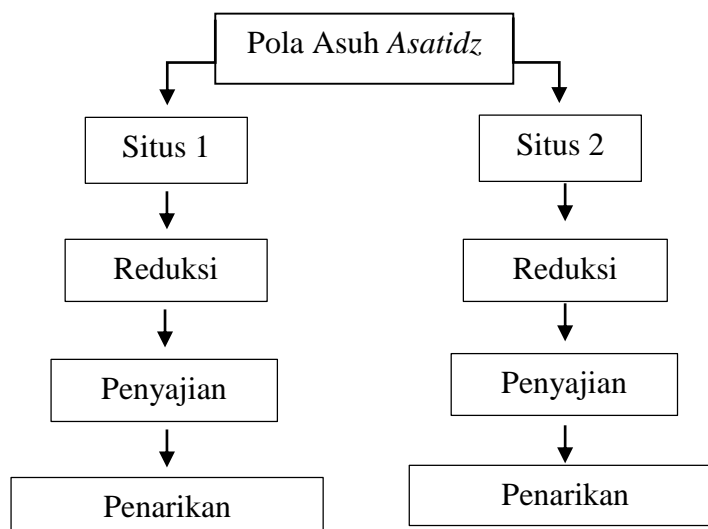 Pola Asuh Asatidz
Situs 1
Situs 2
Reduksi
Reduksi
Penyajian
Penyajian
Penarikan
Penarikan